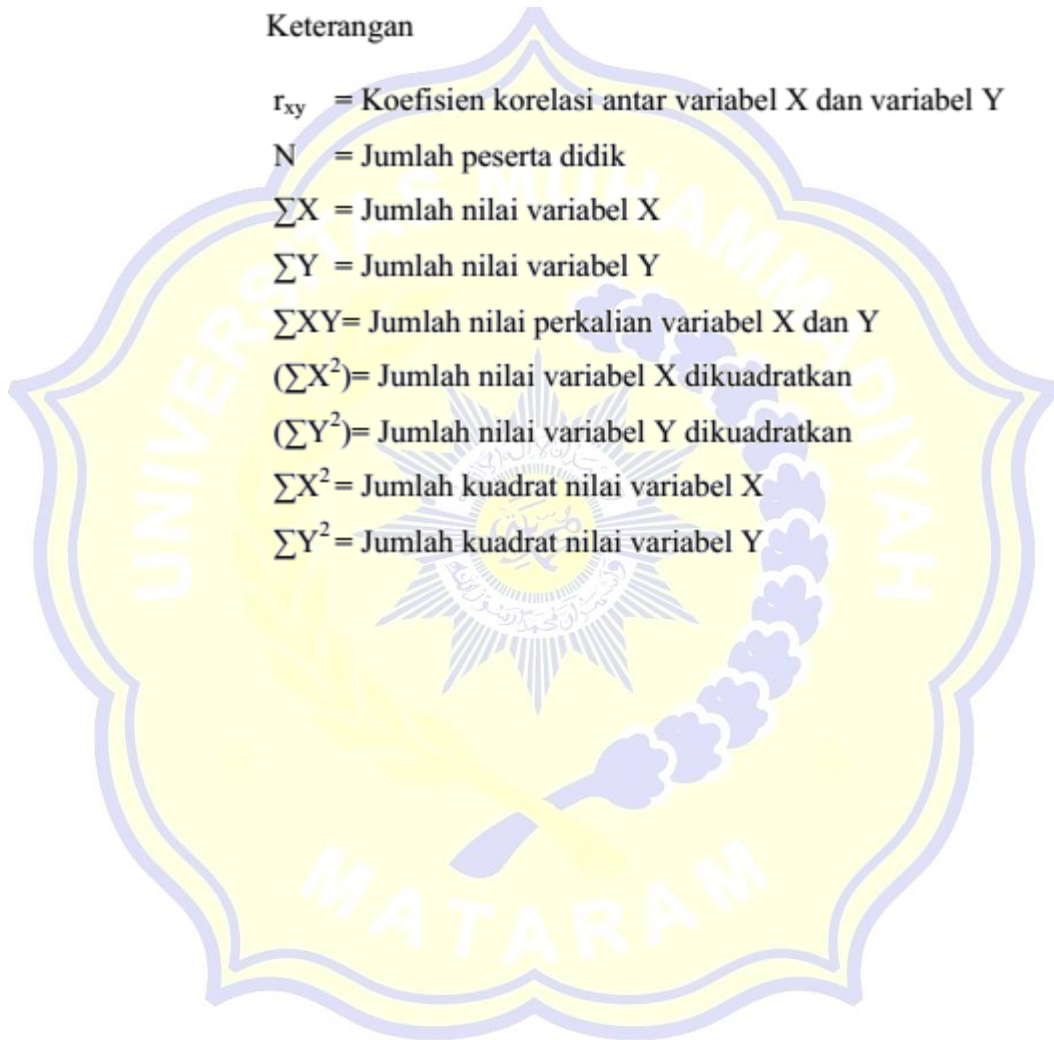 Keterangan
r_xy = Koefisien korelasi antar variabel X dan variabel Y
N = Jumlah peserta didik
∑X = Jumlah nilai variabel X
∑Y = Jumlah nilai variabel Y
∑XY= Jumlah nilai perkalian variabel X dan Y
(∑X²)= Jumlah nilai variabel X dikuadratkan
(∑Y²)= Jumlah nilai variabel Y dikuadratkan
∑X² = Jumlah kuadrat nilai variabel X
∑Y² = Jumlah kuadrat nilai variabel Y
UNIVERSITAS MUHAMMADIYAH
MATARAM